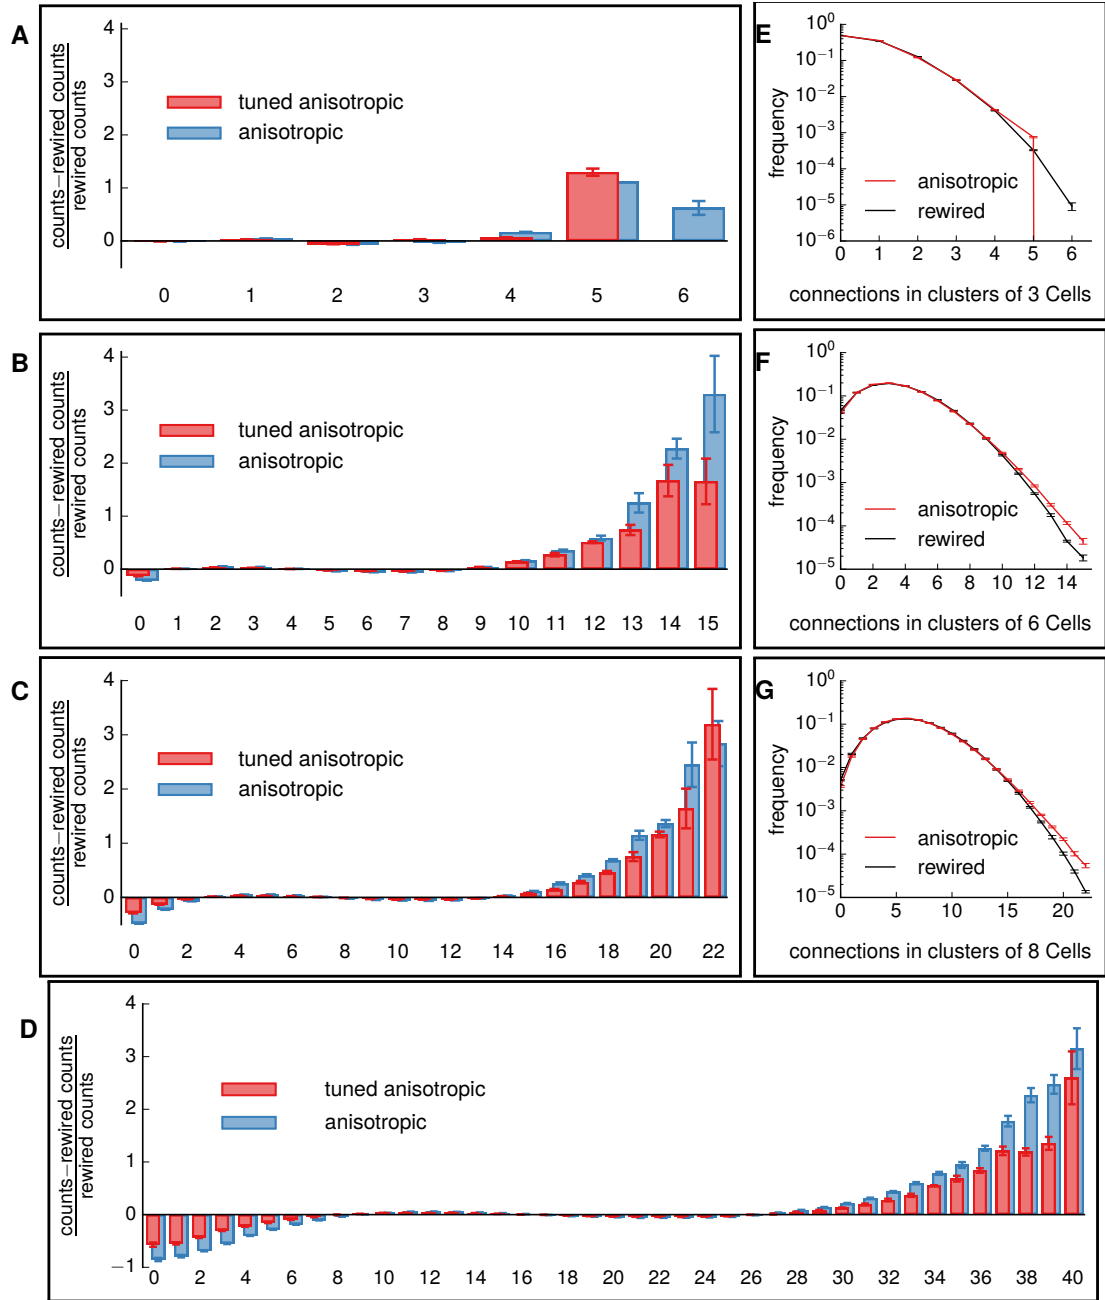 A
counts−rewired counts
rewired counts
4
3
2
1
0
tuned anisotropic
anisotropic
0 1 2 3 4 5 6
E
frequency
10^0
10^-1
10^-2
10^-3
10^-4
10^-5
10^-6
anisotropic
rewired
0 1 2 3 4 5 6
connections in clusters of 3 Cells
B
counts−rewired counts
rewired counts
4
3
2
1
0
tuned anisotropic
anisotropic
0 1 2 3 4 5 6 7 8 9 10 11 12 13 14 15
F
frequency
10^0
10^-1
10^-2
10^-3
10^-4
10^-5
anisotropic
rewired
0 2 4 6 8 10 12 14
connections in clusters of 6 Cells
C
counts−rewired counts
rewired counts
4
3
2
1
0
tuned anisotropic
anisotropic
0 2 4 6 8 10 12 14 16 18 20 22
G
frequency
10^0
10^-1
10^-2
10^-3
10^-4
10^-5
anisotropic
rewired
0 5 10 15 20
connections in clusters of 8 Cells
D
counts−rewired counts
rewired counts
4
3
2
1
0
−1
tuned anisotropic
anisotropic
0 2 4 6 8 10 12 14 16 18 20 22 24 26 28 30 32 34 36 38 40